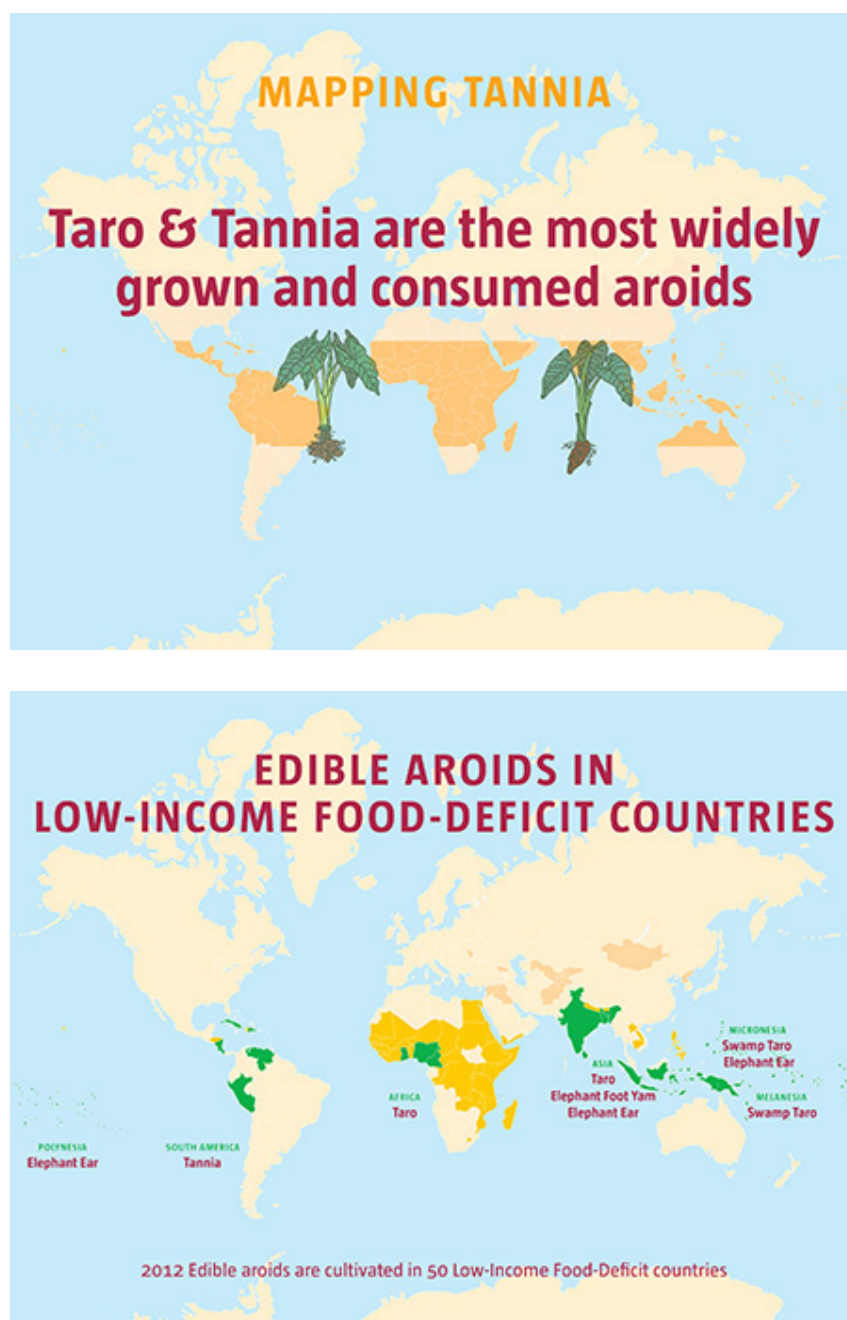 MAPPING TANNIA
Taro & Tannia are the most widely
grown and consumed aroids
EDIBLE AROIDS IN
LOW-INCOME FOOD-DEFICIT COUNTRIES
MICRONESIA
Swamp Taro
Elephant Ear
ASIA
Taro
Elephant Foot Yam
Elephant Ear
AFRICA
Taro
MELANESIA
Swamp Taro
POLYNESIA
Elephant Ear
SOUTH AMERICA
Tannia
2012 Edible aroids are cultivated in 50 Low-Income Food-Deficit countries